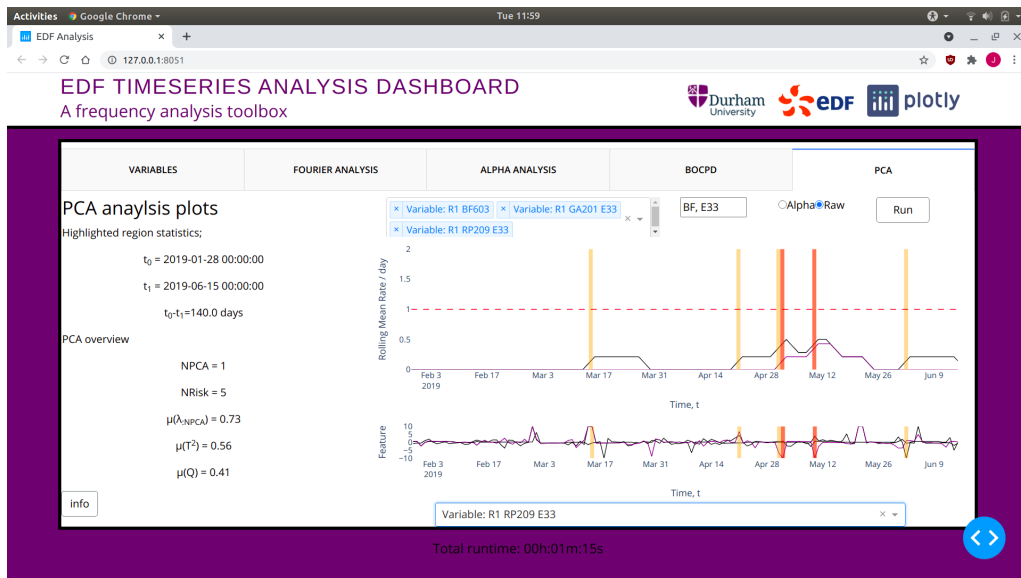 Activities Google Chrome Tue 11:59
EDF Analysis
127.0.0.1:8051
J
EDF TIMESERIES ANALYSIS DASHBOARD
A frequency analysis toolbox
Durham
University
EDF
plotly
VARIABLES FOURIER ANALYSIS ALPHA ANALYSIS BOCPD PCA
PCA anaylsis plots
Highlighted region statistics;
t0 = 2019-01-28 00:00:00
t1 = 2019-06-15 00:00:00
t0-t1=140.0 days
PCA overview
NPCA = 1
NRisk = 5
μ(λ:NPCA) = 0.73
μ(T²) = 0.56
μ(Q) = 0.41
info
× Variable: R1 BF603 × Variable: R1 GA201 E33
× Variable: R1 RP209 E33
BF, E33
Alpha Raw
Run
Rolling Mean Rate / day
2
1.5
1
0.5
0
Feb 3 Feb 17 Mar 3 Mar 17 Mar 31 Apr 14 Apr 28 May 12 May 26 Jun 9
2019
Time, t
Feature
10
5
0
−5
−10
Feb 3 Feb 17 Mar 3 Mar 17 Mar 31 Apr 14 Apr 28 May 12 May 26 Jun 9
2019
Time, t
Variable: R1 RP209 E33
Total runtime: 00h:01m:15s